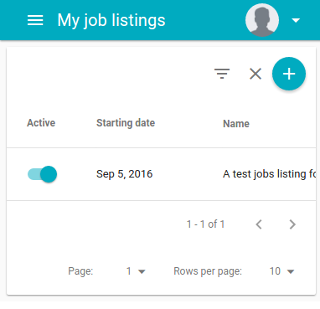 My job listings
Active Starting date Name
Sep 5, 2016 A test jobs listing
1 - 1 of 1
Page: 1 Rows per page: 10